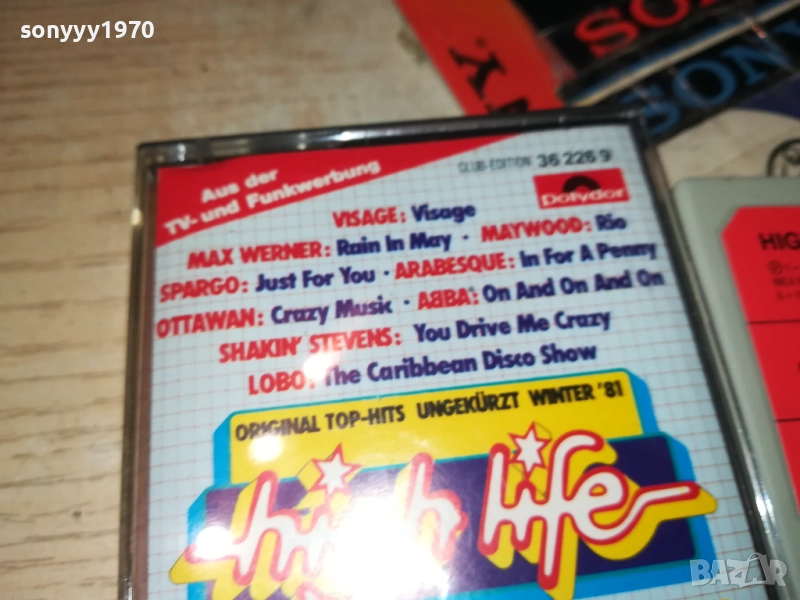 sonyyy1970
SONY
Aus der
TV- und Funkwerbung
CLUB-EDITION 36 226 9
polydor
VISAGE: Visage
MAX WERNER: Rain In May · MAYWOOD: Rio
SPARGO: Just For You · ARABESQUE: In For A Penny
OTTAWAN: Crazy Music · ABBA: On And On And On
SHAKIN' STEVENS: You Drive Me Crazy
LOBO: The Caribbean Disco Show
ORIGINAL TOP-HITS UNGEKÜRZT WINTER '81
high life
HIG
BAZAR